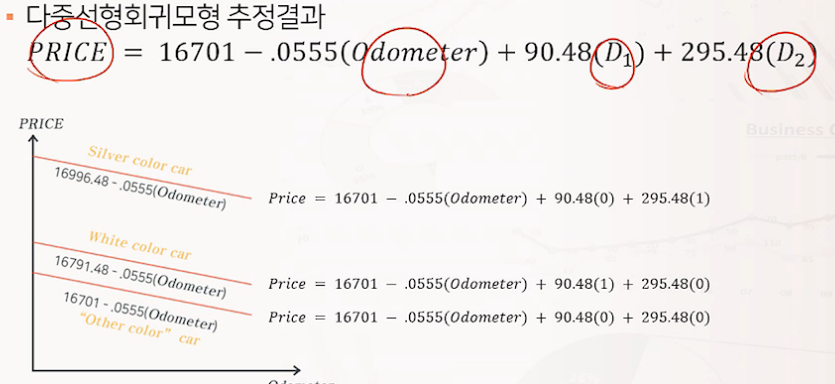 다중선형회귀모형 추정결과
PRICE = 16701 − .0555(Odometer) + 90.48(D₁) + 295.48(D₂)
PRICE
Business
Silver color car
16996.48 - .0555(Odometer)
Price = 16701 − .0555(Odometer) + 90.48(0) + 295.48(1)
White color car
16791.48 - .0555(Odometer)
Price = 16701 − .0555(Odometer) + 90.48(1) + 295.48(0)
16701 - .0555(Odometer)
Price = 16701 − .0555(Odometer) + 90.48(0) + 295.48(0)
"Other color" car
Odometer